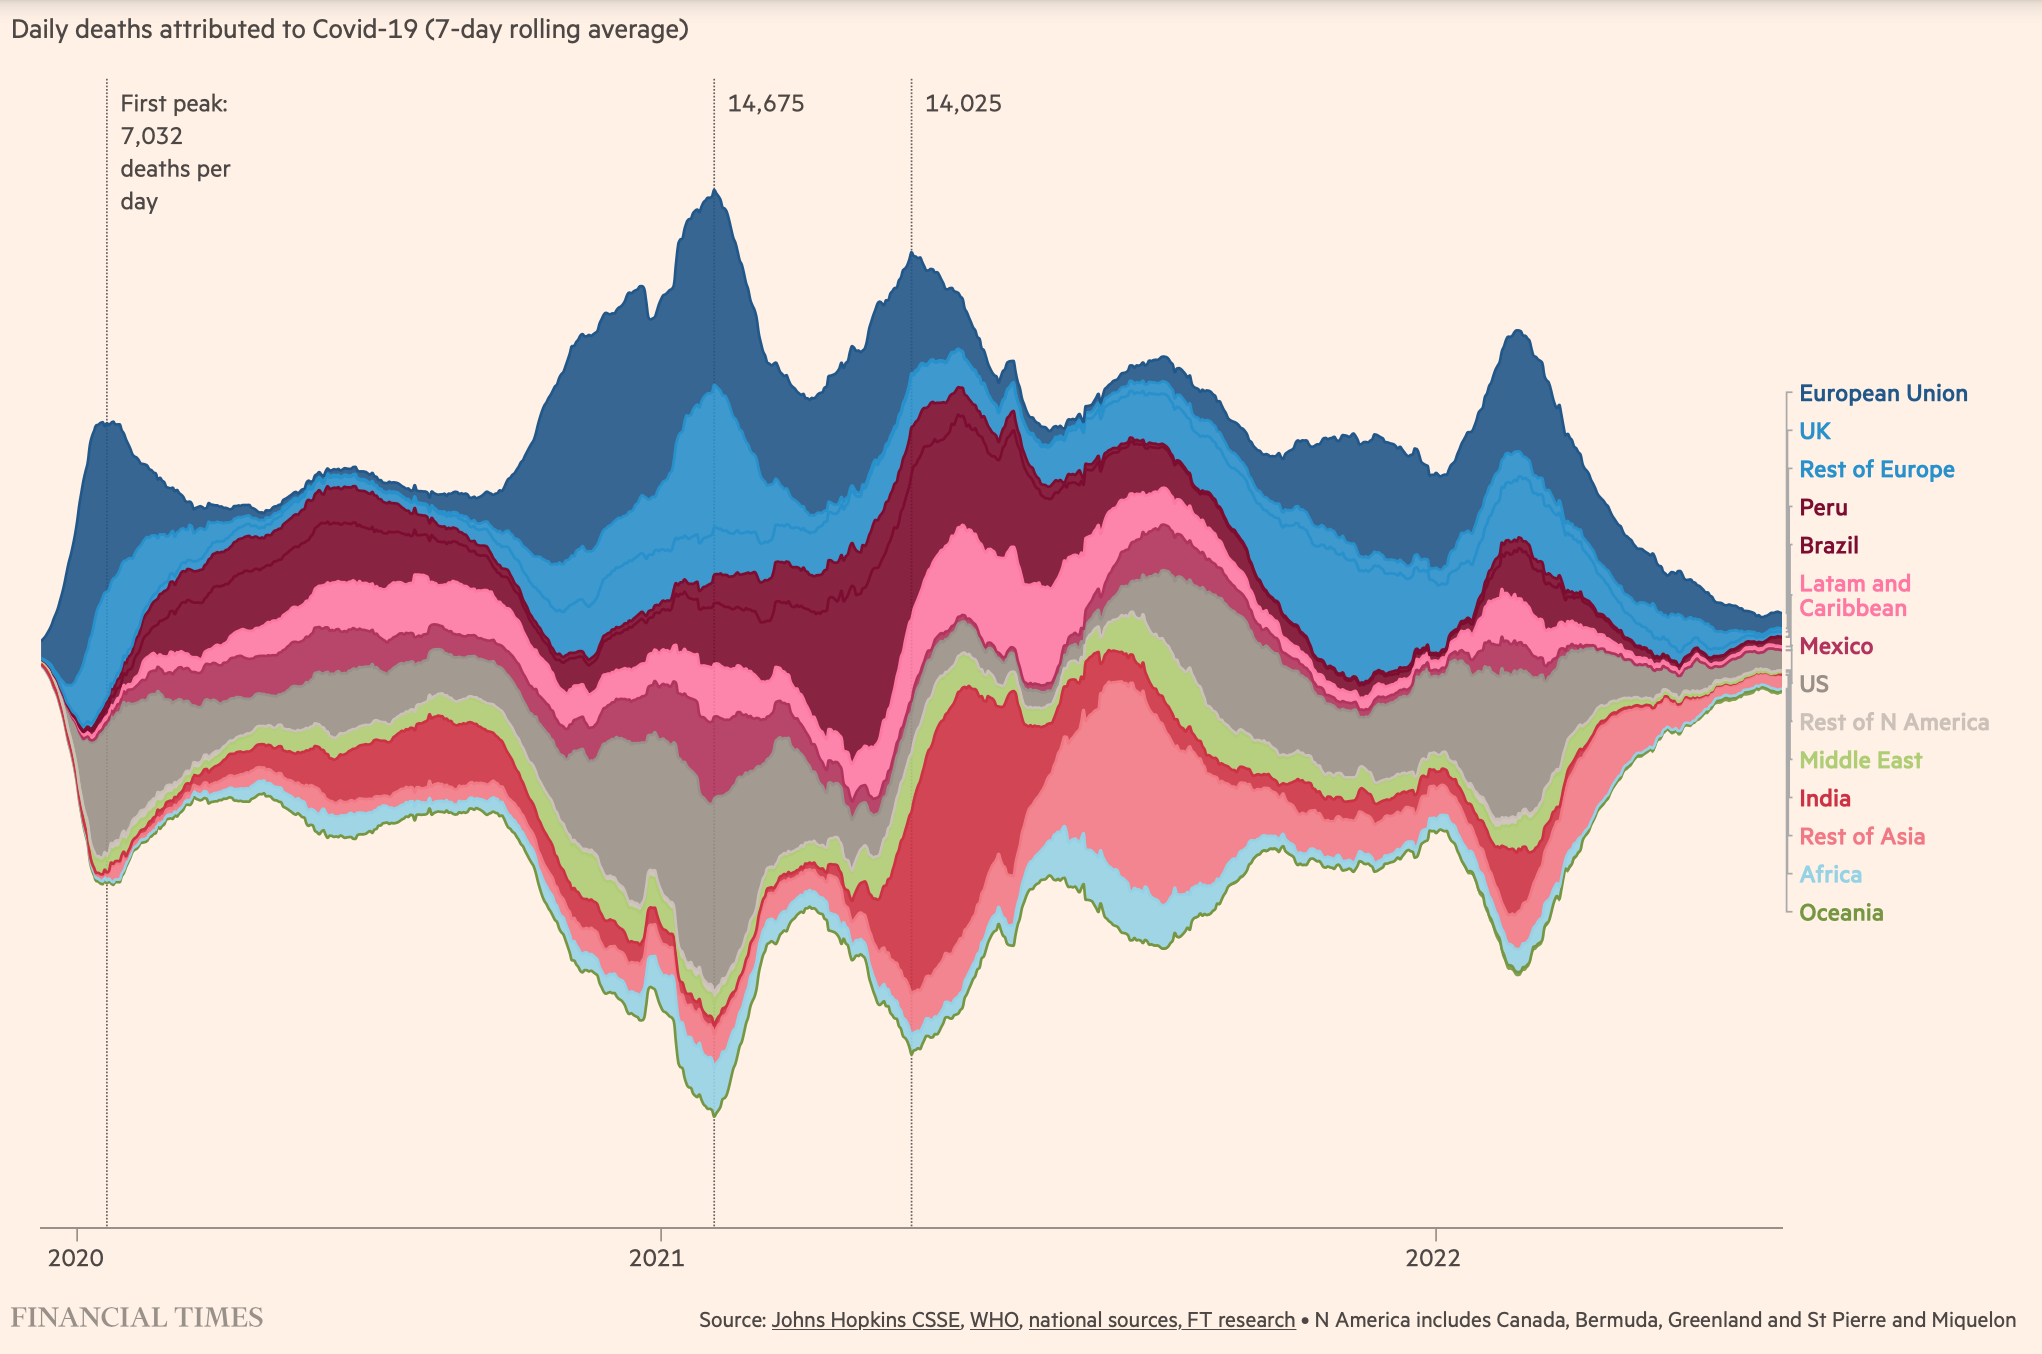 Daily deaths attributed to Covid-19 (7-day rolling average)
First peak:
7,032
deaths per
day
14,675
14,025
European Union
UK
Rest of Europe
Peru
Brazil
Latam and
Caribbean
Mexico
US
Rest of N America
Middle East
India
Rest of Asia
Africa
Oceania
2020
2021
2022
FINANCIAL TIMES
Source: Johns Hopkins CSSE, WHO, national sources, FT research • N America includes Canada, Bermuda, Greenland and St Pierre and Miquelon